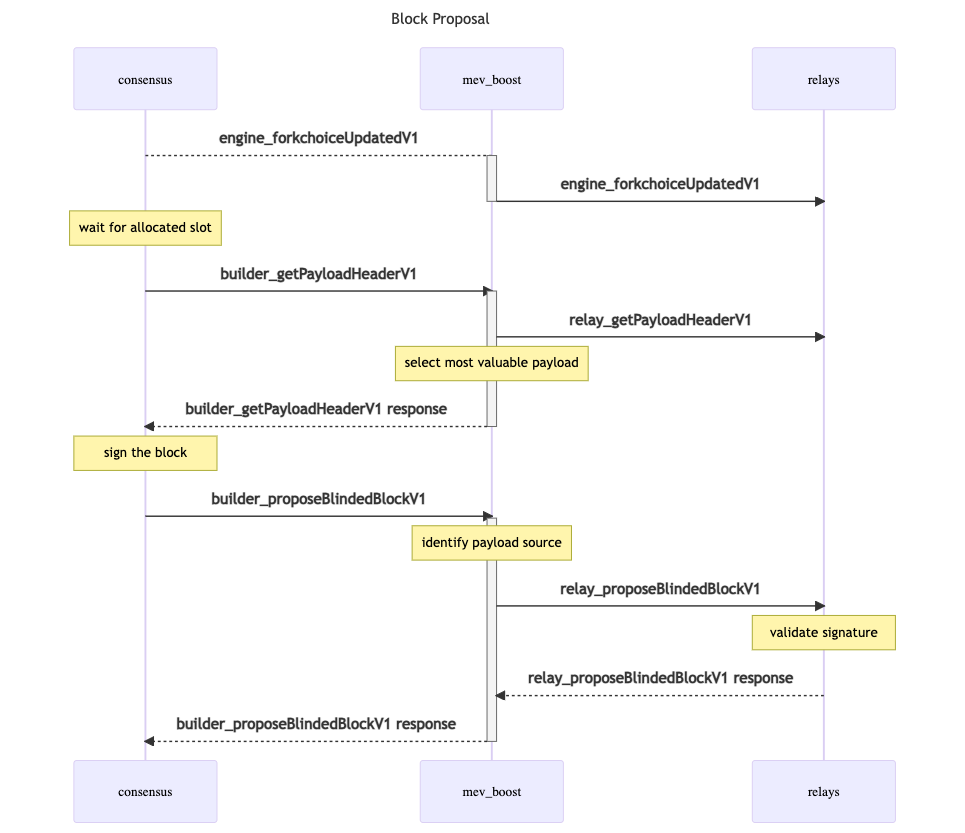 Block Proposal
consensus
mev_boost
relays
engine_forkchoiceUpdatedV1
engine_forkchoiceUpdatedV1
wait for allocated slot
builder_getPayloadHeaderV1
relay_getPayloadHeaderV1
select most valuable payload
builder_getPayloadHeaderV1 response
sign the block
builder_proposeBlindedBlockV1
identify payload source
relay_proposeBlindedBlockV1
validate signature
relay_proposeBlindedBlockV1 response
builder_proposeBlindedBlockV1 response
consensus
mev_boost
relays